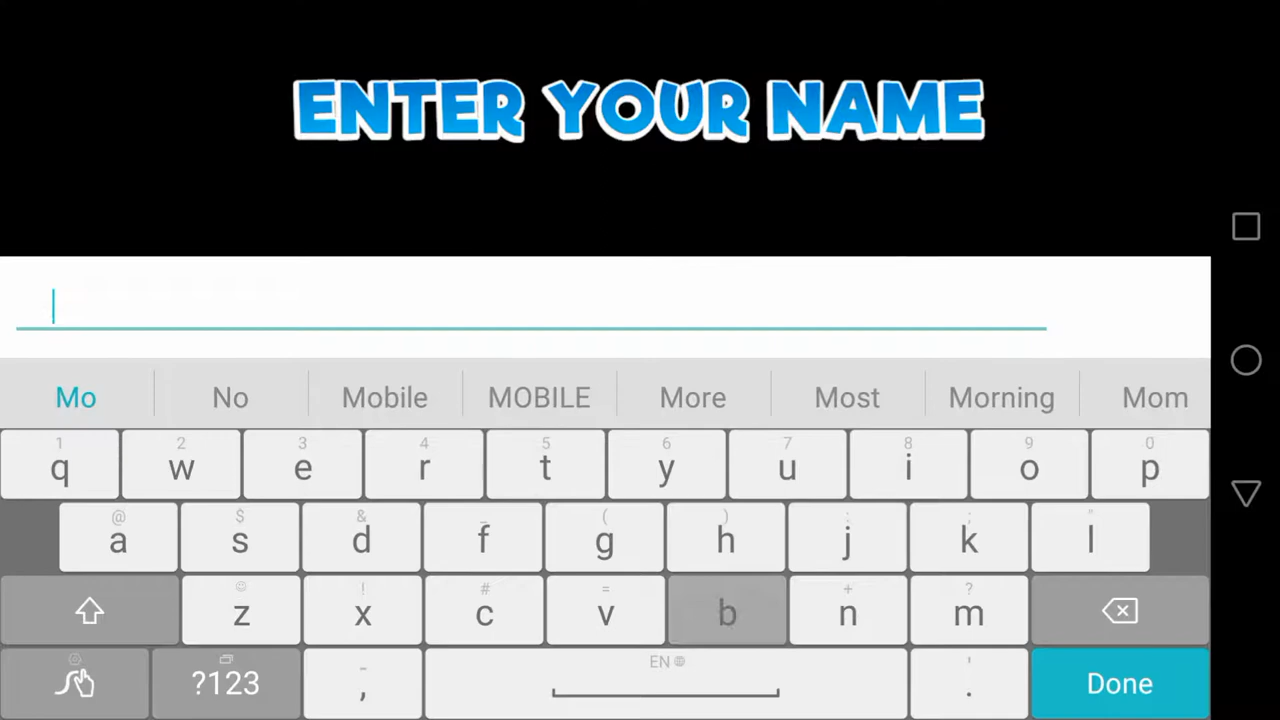 ENTER YOUR NAME
Mo No Mobile MOBILE More Most Morning Mom
1 2 3 4 5 6 7 8 9 0
q w e r t y u i o p
@ $ & _ ( ) : ; "
a s d f g h j k l
! # = + ?
z x c v b n m
EN
?123 , . Done